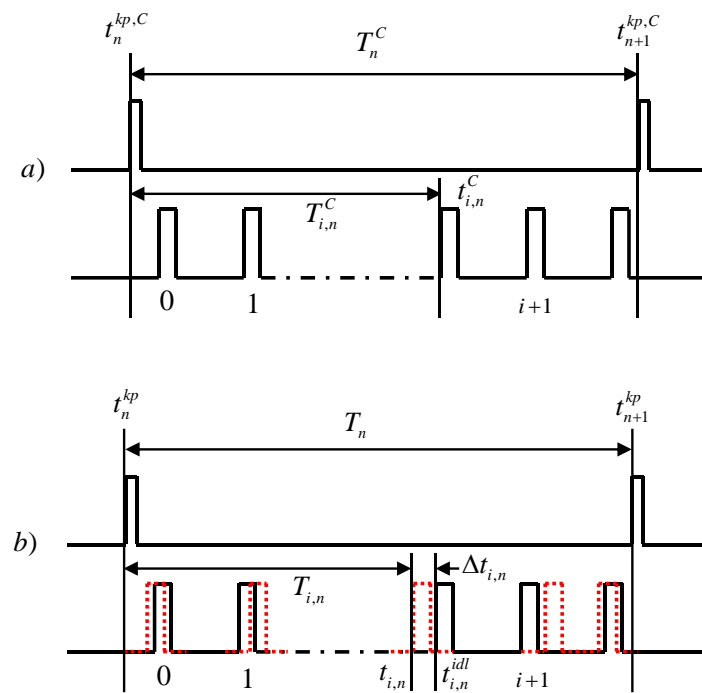 t_n^{kp,C} T_n^C t_{n+1}^{kp,C}
a)
T_{i,n}^C t_{i,n}^C
0 1 i+1
t_n^{kp} T_n t_{n+1}^{kp}
b)
T_{i,n} Δt_{i,n}
0 1 t_{i,n} t_{i,n}^{idl} i+1